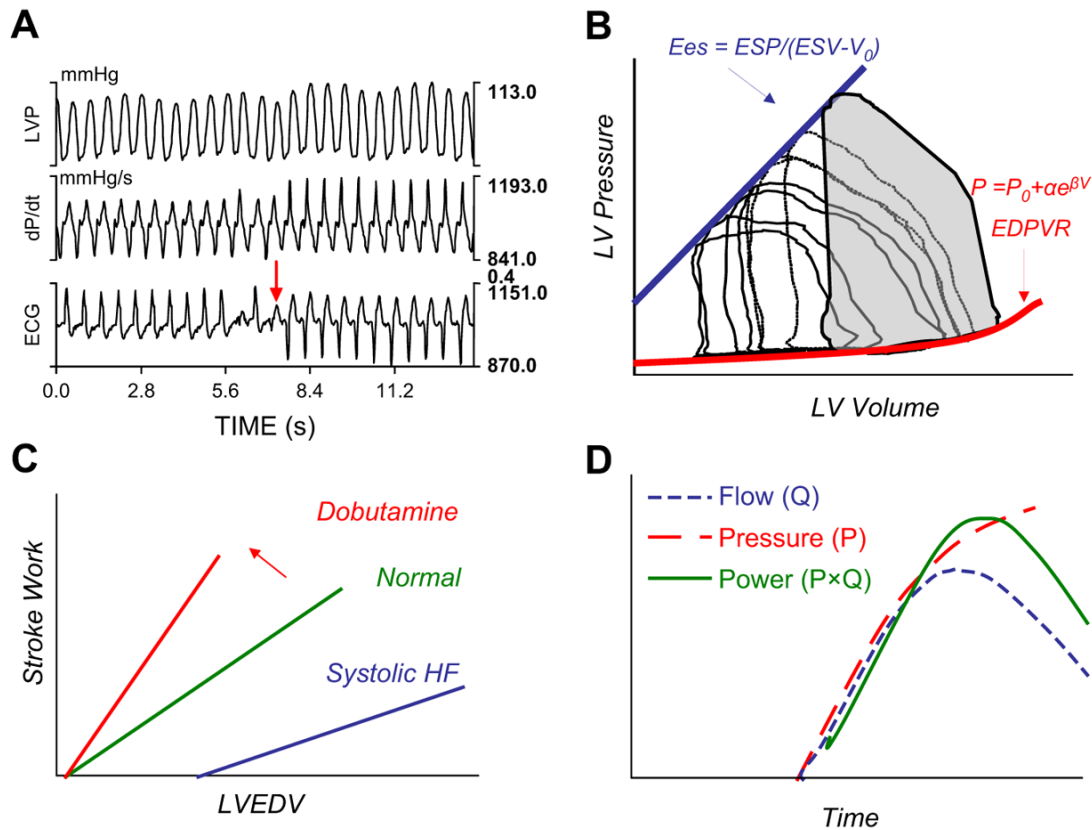 A
mmHg
LVP
113.0
mmHg/s
dP/dt
1193.0
841.0
0.4
ECG
1151.0
870.0
0.0 2.8 5.6 8.4 11.2
TIME (s)
B
Ees = ESP/(ESV-V₀)
LV Pressure
P =P₀+αeᵝⱽ
EDPVR
LV Volume
C
Stroke Work
Dobutamine
Normal
Systolic HF
LVEDV
D
Flow (Q)
Pressure (P)
Power (P×Q)
Time